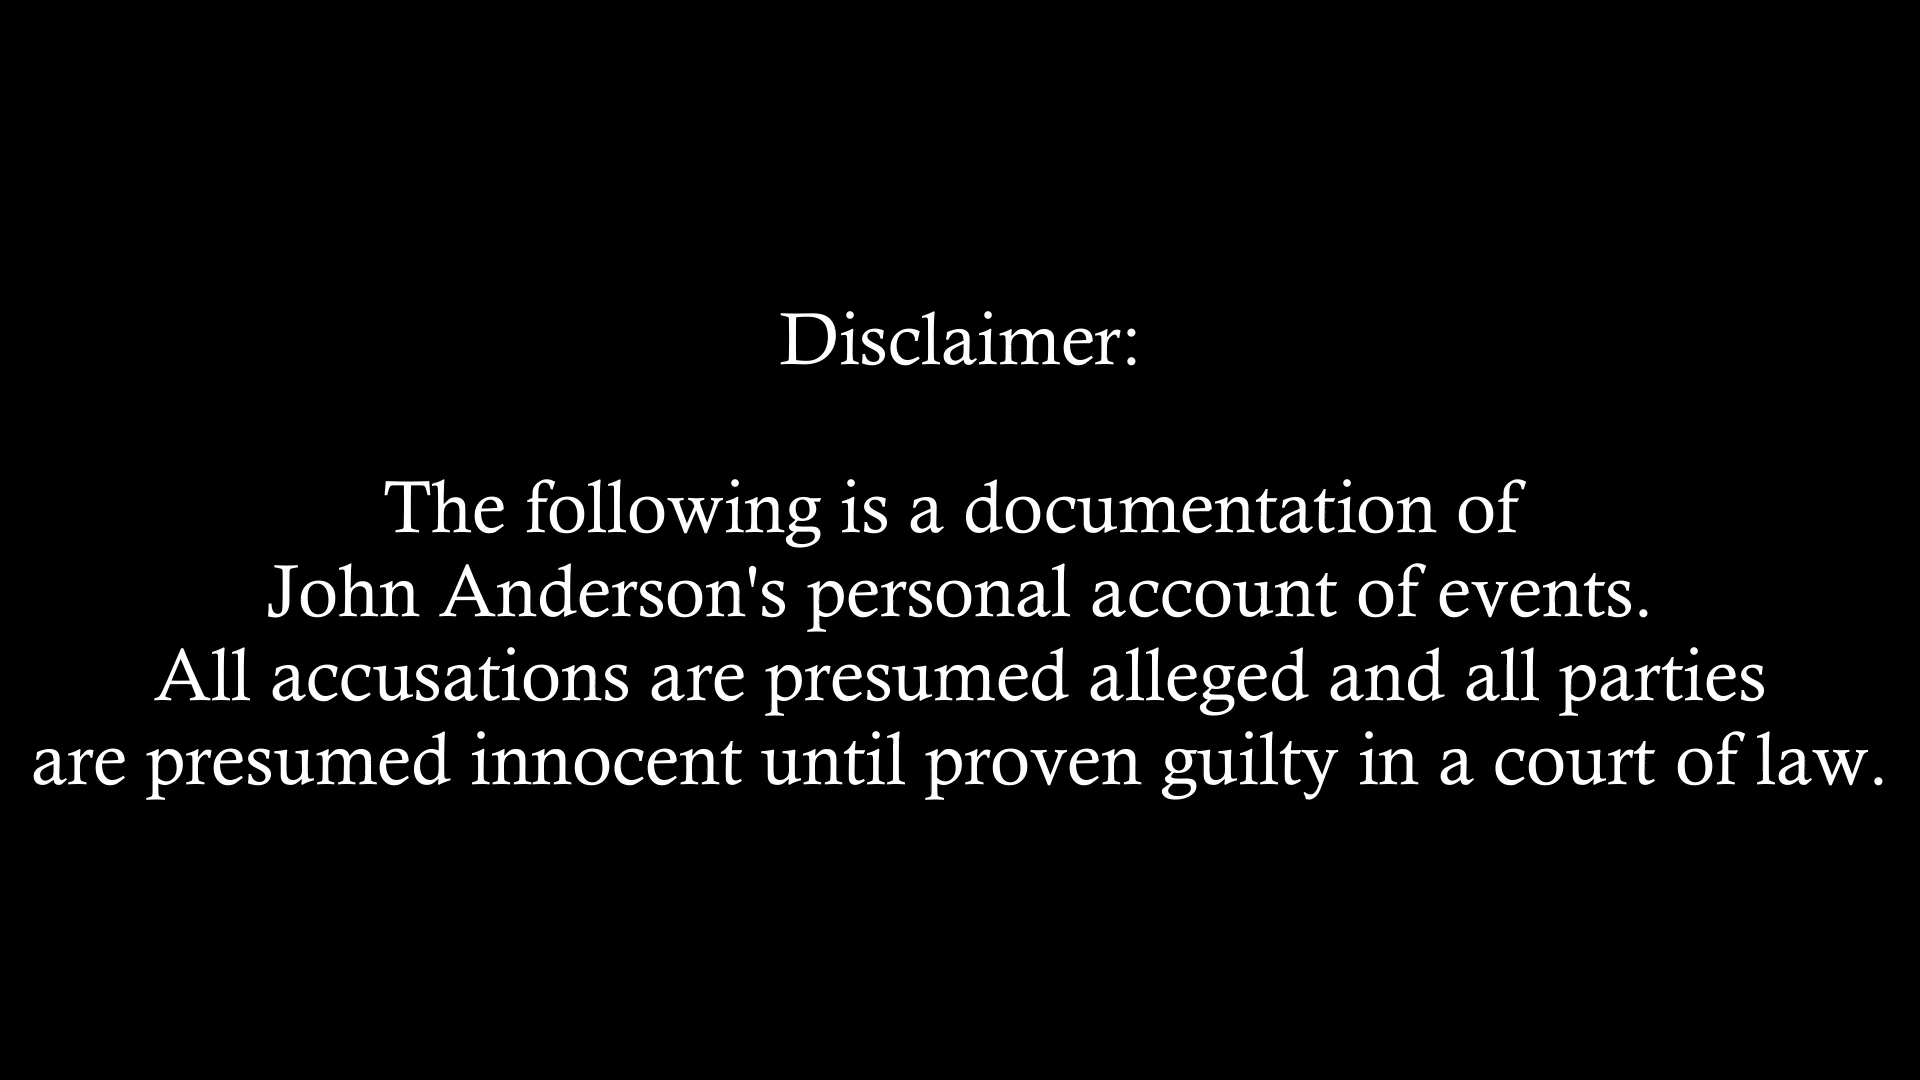 Disclaimer:
The following is a documentation of
John Anderson's personal account of events.
All accusations are presumed alleged and all parties
are presumed innocent until proven guilty in a court of law.